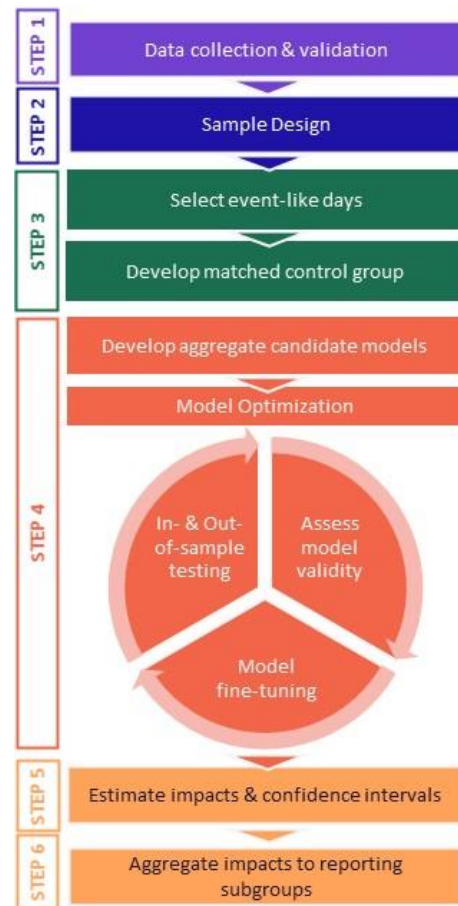 STEP 1
Data collection & validation
STEP 2
Sample Design
STEP 3
Select event-like days
Develop matched control group
STEP 4
Develop aggregate candidate models
Model Optimization
In- & Out-
of-sample
testing
Assess
model
validity
Model
fine-tuning
STEP 5
Estimate impacts & confidence intervals
STEP 6
Aggregate impacts to reporting
subgroups